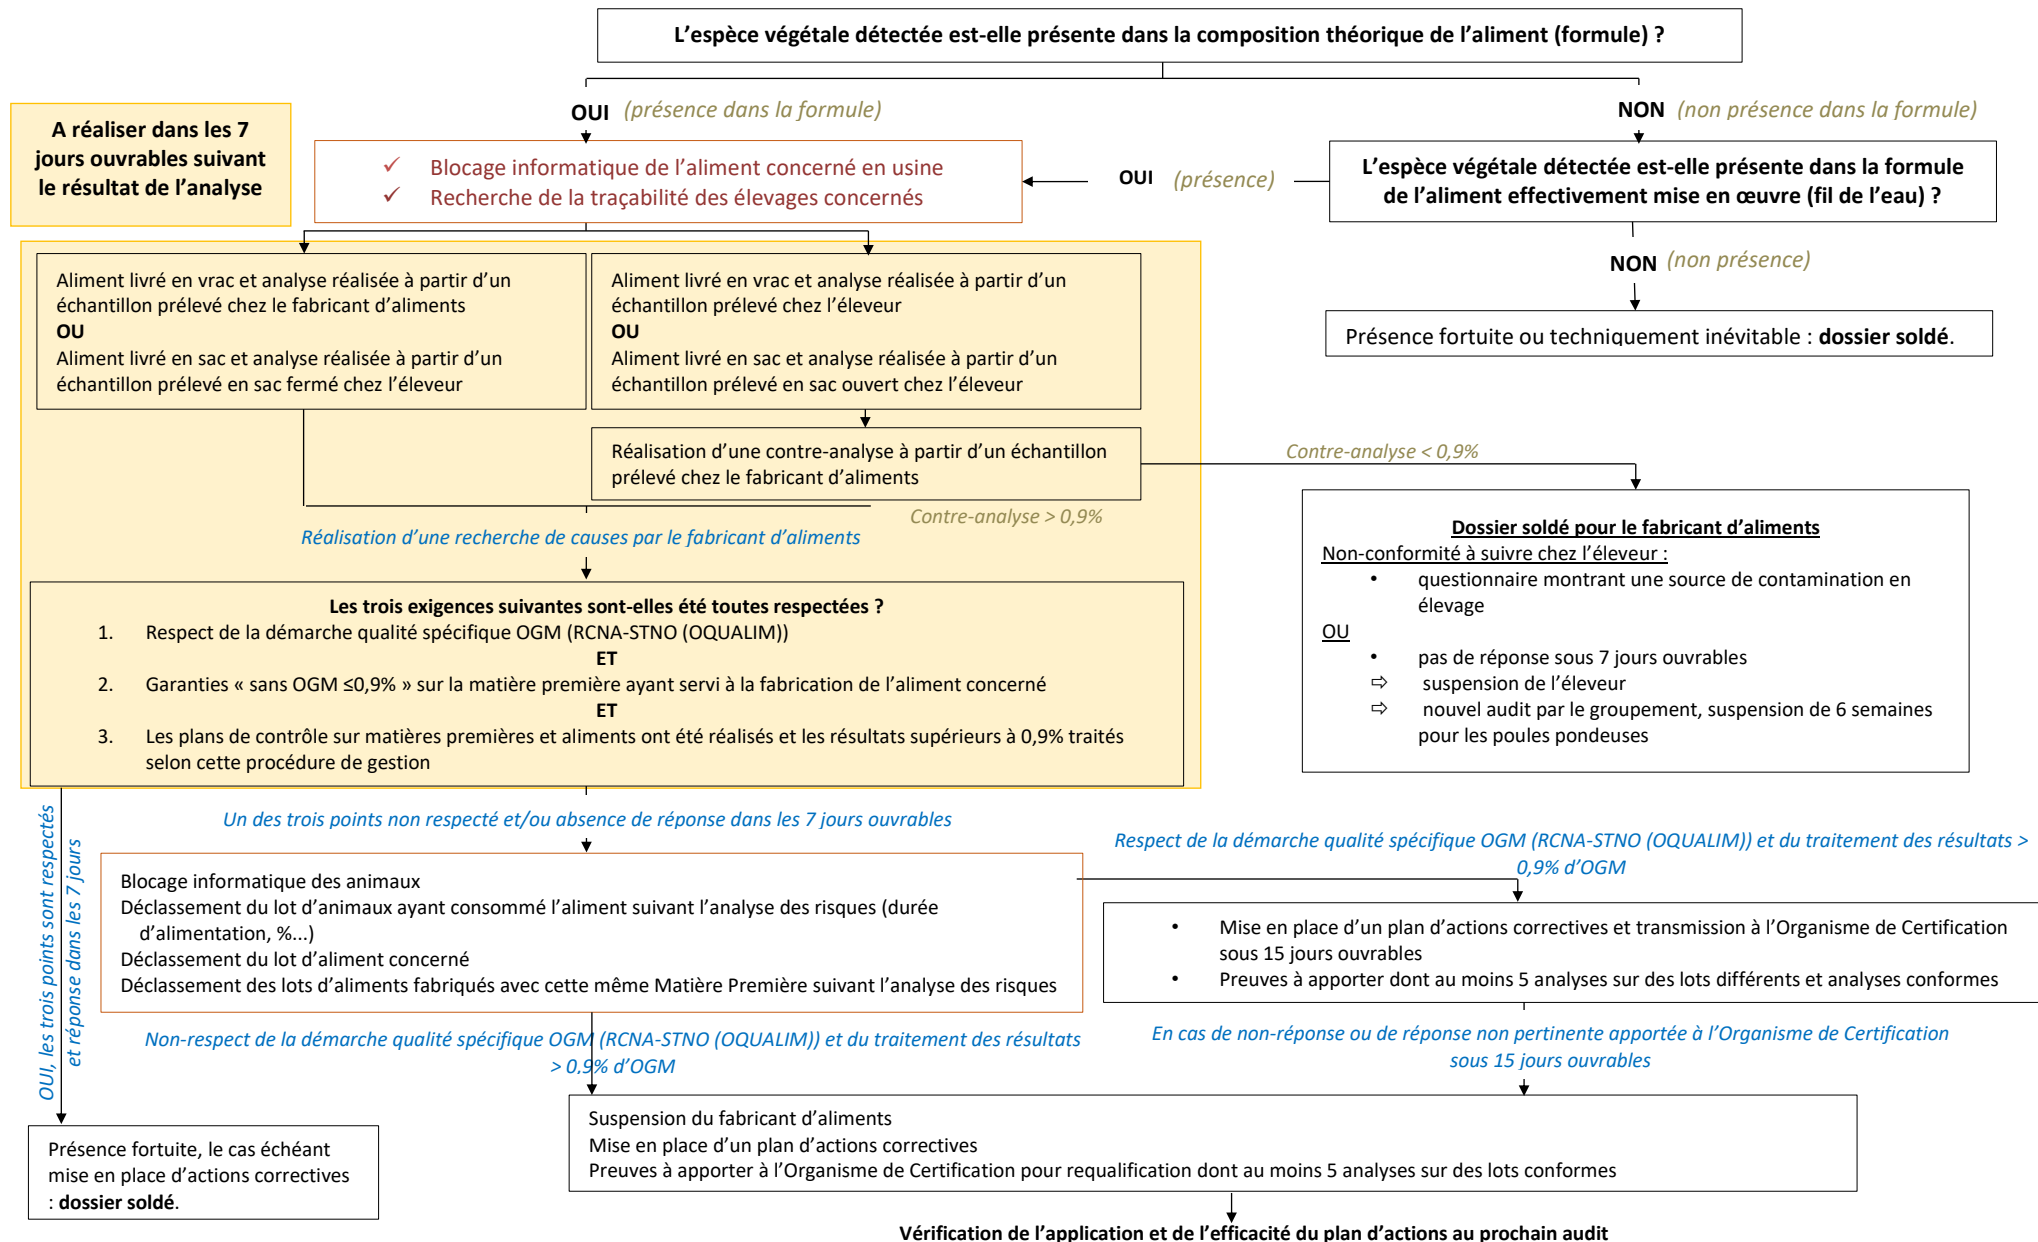 L'espèce végétale détectée est-elle présente dans la composition théorique de l'aliment (formule) ?
OUI (présence dans la formule)
NON (non présence dans la formule)
A réaliser dans les 7
jours ouvrables suivant
le résultat de l'analyse
✓ Blocage informatique de l'aliment concerné en usine
✓ Recherche de la traçabilité des élevages concernés
OUI (présence)
L'espèce végétale détectée est-elle présente dans la formule
de l'aliment effectivement mise en œuvre (fil de l'eau) ?
NON (non présence)
Présence fortuite ou techniquement inévitable : dossier soldé.
Aliment livré en vrac et analyse réalisée à partir d'un
échantillon prélevé chez le fabricant d'aliments
OU
Aliment livré en sac et analyse réalisée à partir d'un
échantillon prélevé en sac fermé chez l'éleveur
Aliment livré en vrac et analyse réalisée à partir d'un
échantillon prélevé chez l'éleveur
OU
Aliment livré en sac et analyse réalisée à partir d'un
échantillon prélevé en sac ouvert chez l'éleveur
Réalisation d'une contre-analyse à partir d'un échantillon
prélevé chez le fabricant d'aliments
Contre-analyse < 0,9%
Contre-analyse > 0,9%
Réalisation d'une recherche de causes par le fabricant d'aliments
Dossier soldé pour le fabricant d'aliments
Non-conformité à suivre chez l'éleveur :
• questionnaire montrant une source de contamination en
élevage
OU
• pas de réponse sous 7 jours ouvrables
⇨ suspension de l'éleveur
⇨ nouvel audit par le groupement, suspension de 6 semaines
pour les poules pondeuses
Les trois exigences suivantes sont-elles été toutes respectées ?
1. Respect de la démarche qualité spécifique OGM (RCNA-STNO (OQUALIM))
ET
2. Garanties « sans OGM ≤0,9% » sur la matière première ayant servi à la fabrication de l'aliment concerné
ET
3. Les plans de contrôle sur matières premières et aliments ont été réalisés et les résultats supérieurs à 0,9% traités
selon cette procédure de gestion
OUI, les trois points sont respectés
et réponse dans les 7 jours
Un des trois points non respecté et/ou absence de réponse dans les 7 jours ouvrables
Respect de la démarche qualité spécifique OGM (RCNA-STNO (OQUALIM)) et du traitement des résultats >
0,9% d'OGM
Blocage informatique des animaux
Déclassement du lot d'animaux ayant consommé l'aliment suivant l'analyse des risques (durée
d'alimentation, %...)
Déclassement du lot d'aliment concerné
Déclassement des lots d'aliments fabriqués avec cette même Matière Première suivant l'analyse des risques
• Mise en place d'un plan d'actions correctives et transmission à l'Organisme de Certification
sous 15 jours ouvrables
• Preuves à apporter dont au moins 5 analyses sur des lots différents et analyses conformes
Non-respect de la démarche qualité spécifique OGM (RCNA-STNO (OQUALIM)) et du traitement des résultats
> 0,9% d'OGM
En cas de non-réponse ou de réponse non pertinente apportée à l'Organisme de Certification
sous 15 jours ouvrables
Présence fortuite, le cas échéant
mise en place d'actions correctives
: dossier soldé.
Suspension du fabricant d'aliments
Mise en place d'un plan d'actions correctives
Preuves à apporter à l'Organisme de Certification pour requalification dont au moins 5 analyses sur des lots conformes
Vérification de l'application et de l'efficacité du plan d'actions au prochain audit